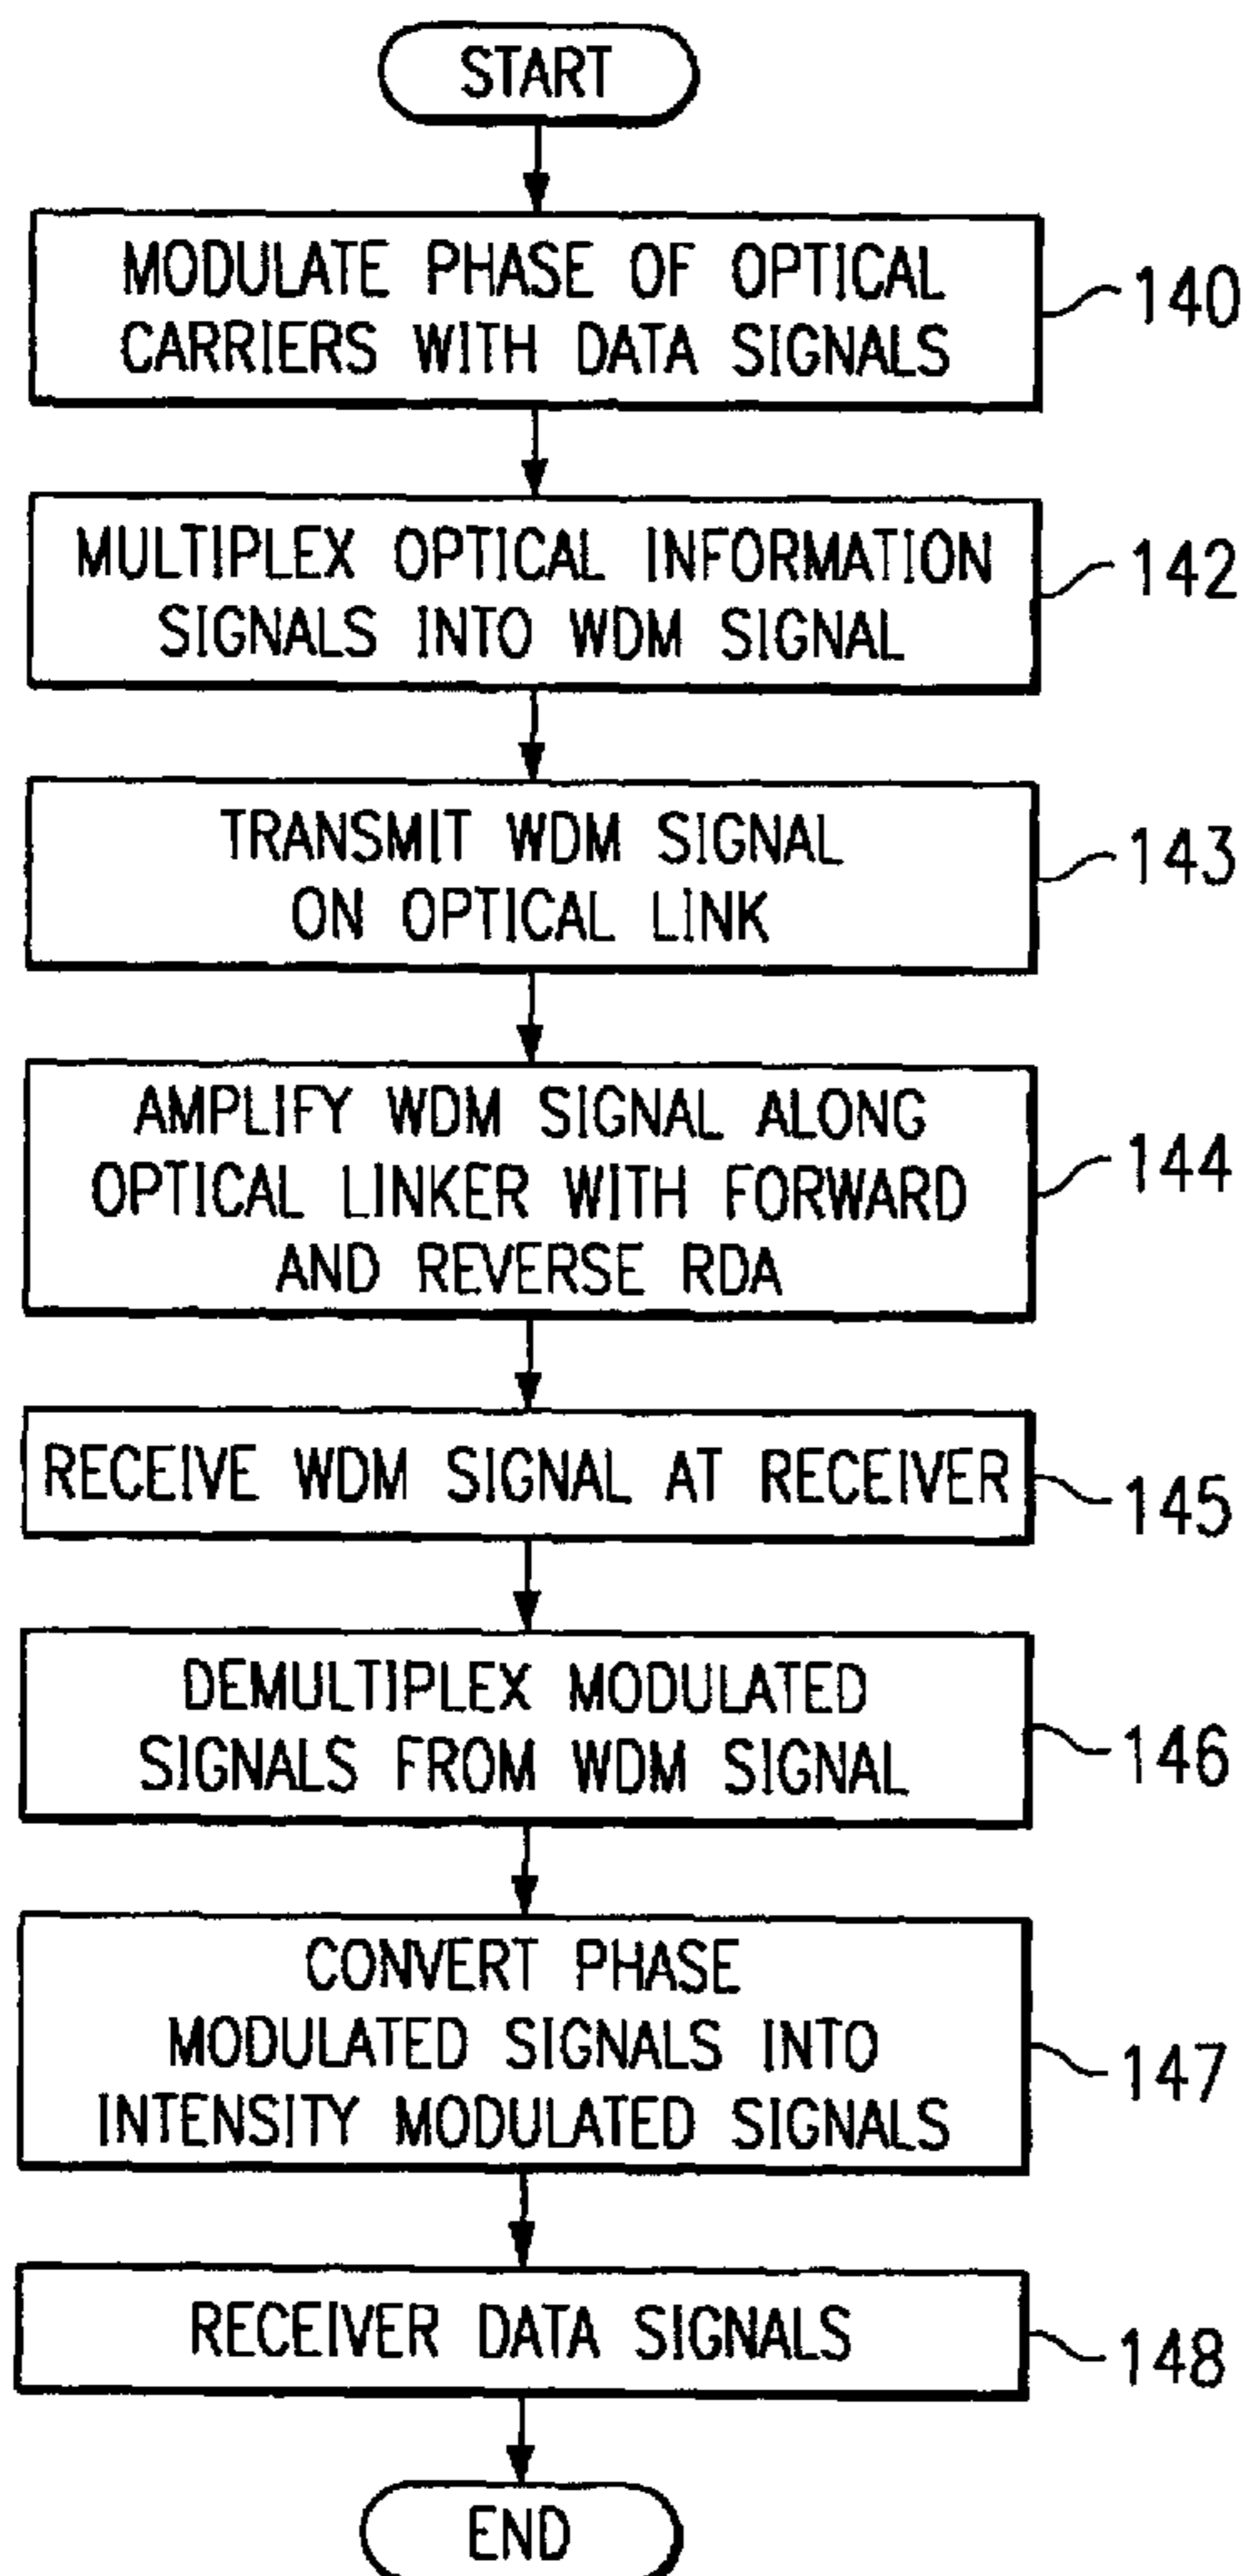 START
MODULATE PHASE OF OPTICAL
CARRIERS WITH DATA SIGNALS
140
MULTIPLEX OPTICAL INFORMATION
SIGNALS INTO WDM SIGNAL
142
TRANSMIT WDM SIGNAL
ON OPTICAL LINK
143
AMPLIFY WDM SIGNAL ALONG
OPTICAL LINKER WITH FORWARD
AND REVERSE RDA
144
RECEIVE WDM SIGNAL AT RECEIVER
145
DEMULTIPLEX MODULATED
SIGNALS FROM WDM SIGNAL
146
CONVERT PHASE
MODULATED SIGNALS INTO
INTENSITY MODULATED SIGNALS
147
RECEIVER DATA SIGNALS
148
END